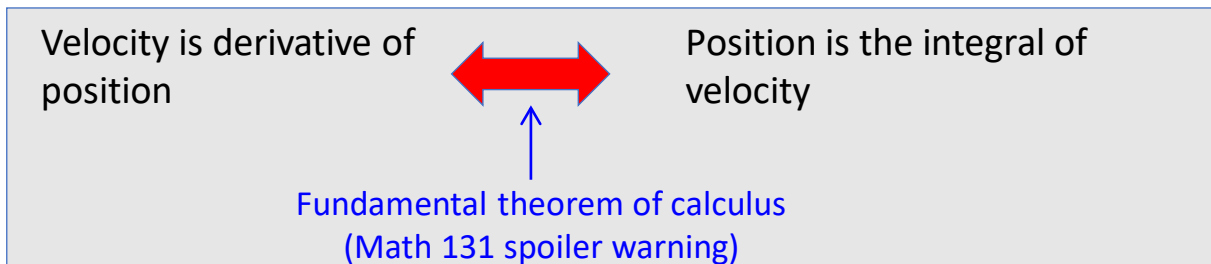 Velocity is derivative of
position
Position is the integral of
velocity
Fundamental theorem of calculus
(Math 131 spoiler warning)